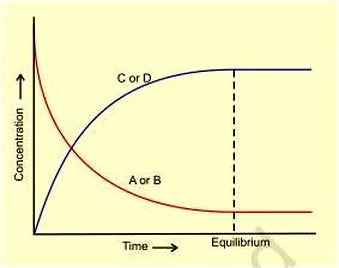 C or D
Concentration
A or B
Time
Equilibrium